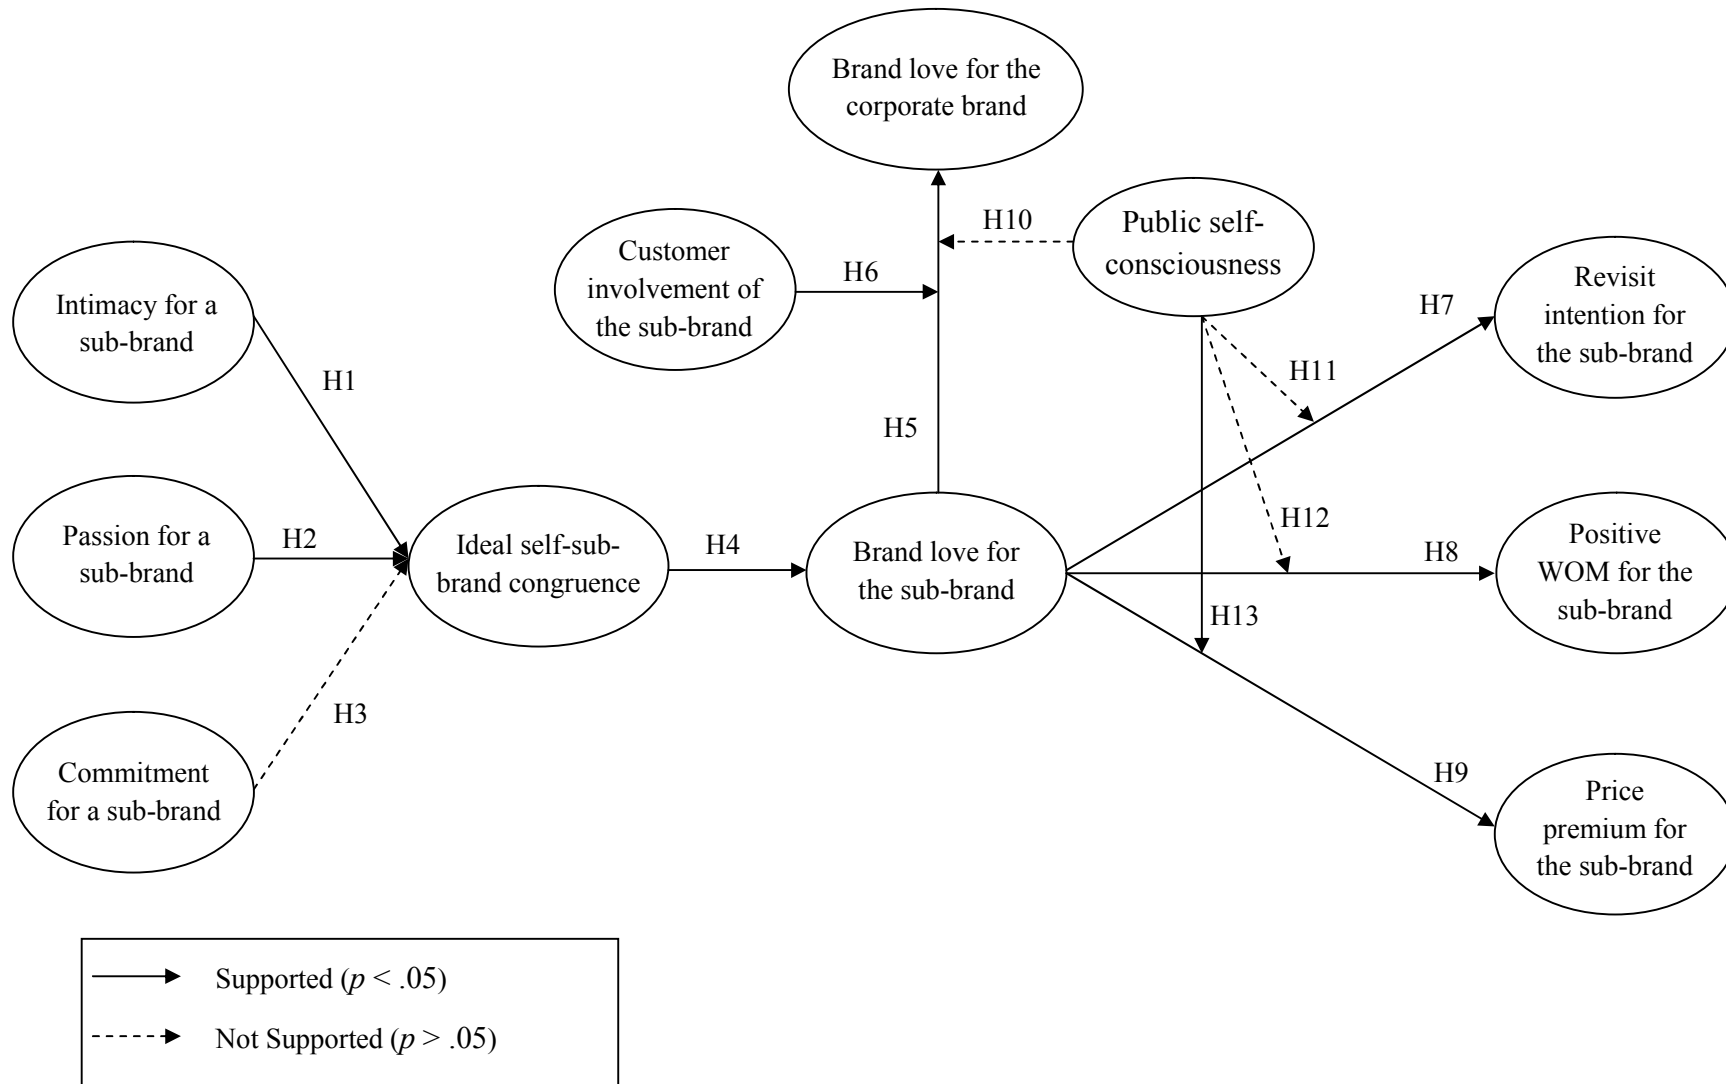 Brand love for the
corporate brand
Public self-
consciousness
H10
Customer
involvement of
the sub-brand
H6
Revisit
intention for
the sub-brand
H7
Intimacy for a
sub-brand
H1
H11
H5
Passion for a
sub-brand
H2
Ideal self-sub-
brand congruence
H4
Brand love for
the sub-brand
H12
H8
Positive
WOM for the
sub-brand
H13
H3
Commitment
for a sub-brand
H9
Price
premium for
the sub-brand
Supported (p < .05)
Not Supported (p > .05)